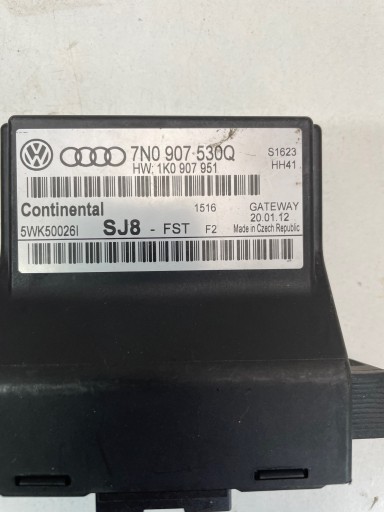 7N0 907 530Q S1623
HW: 1K0 907 951 HH41
Continental 1516 GATEWAY
20.01.12
5WK50026I SJ8 - FST F2 Made in Czech Republic